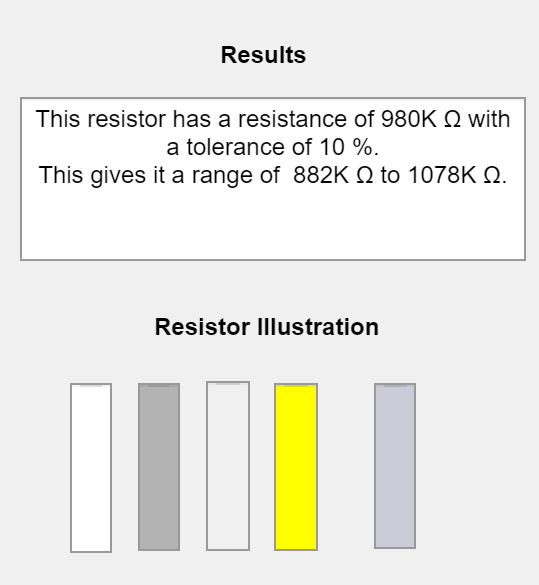 Results
This resistor has a resistance of 980K Ω with
a tolerance of 10 %.
This gives it a range of  882K Ω to 1078K Ω.
Resistor Illustration